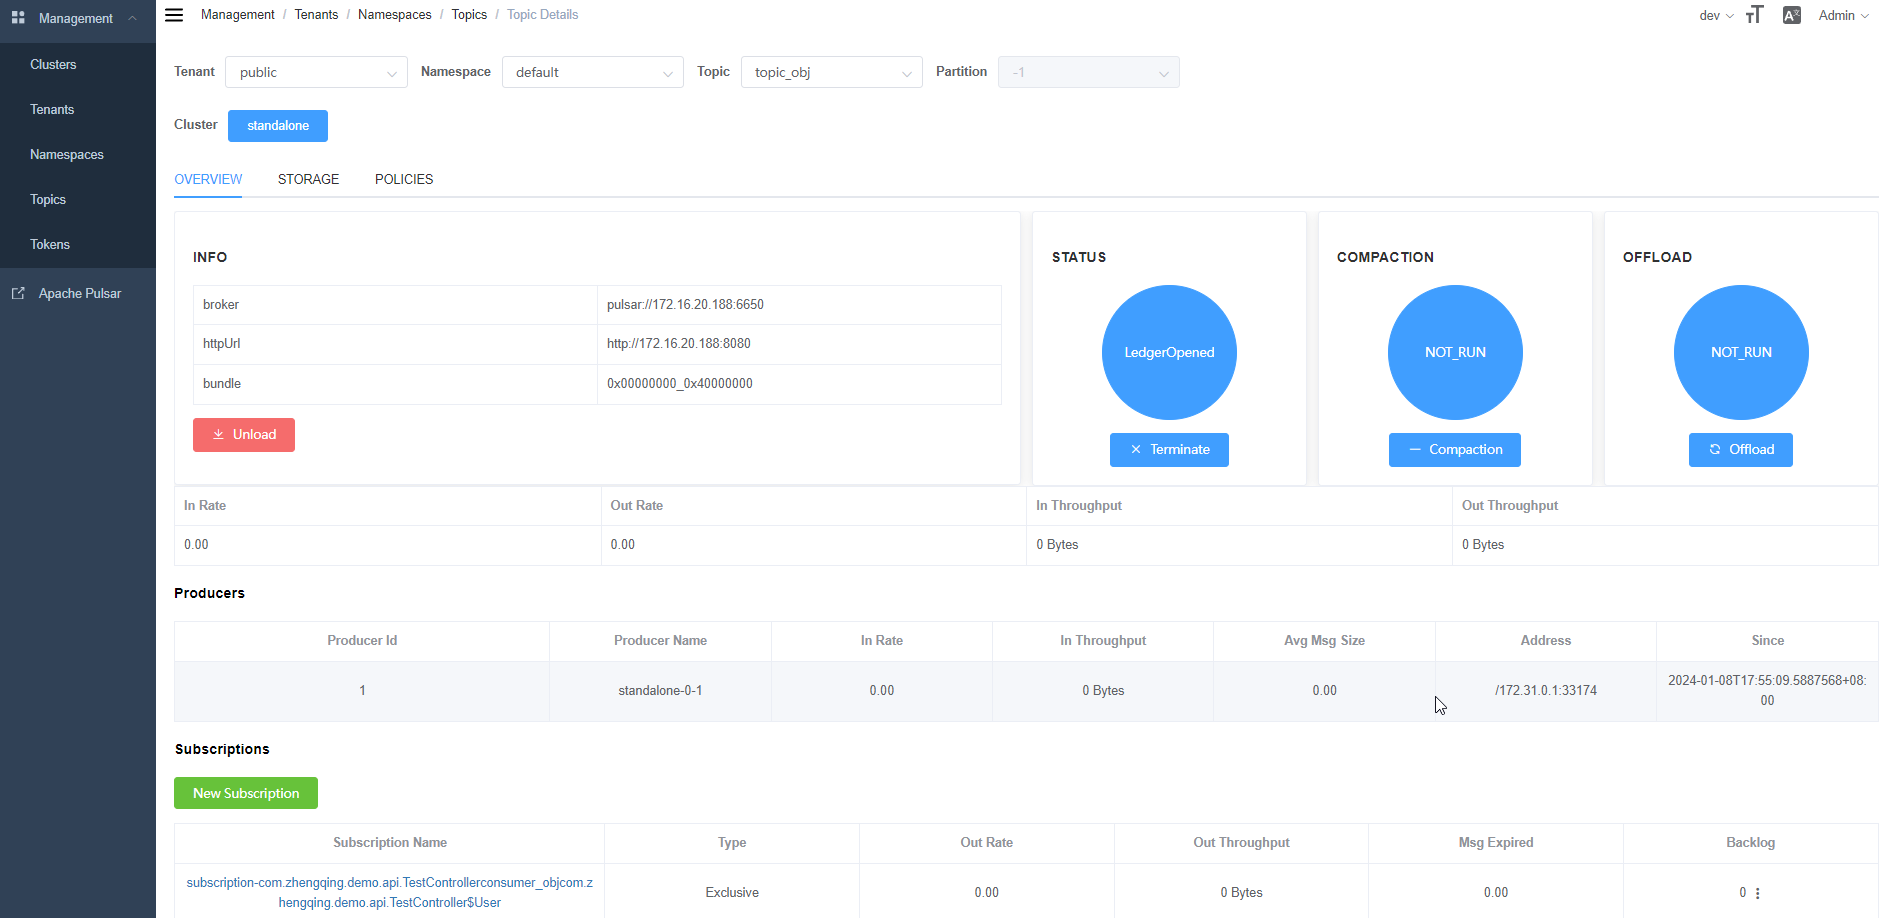 Management
Clusters
Tenants
Namespaces
Topics
Tokens
Apache Pulsar
Management / Tenants / Namespaces / Topics / Topic Details
dev
Admin
Tenant public Namespace default Topic topic_obj Partition -1
Cluster standalone
OVERVIEW STORAGE POLICIES
INFO
broker pulsar://172.16.20.188:6650
httpUrl http://172.16.20.188:8080
bundle 0x00000000_0x40000000
Unload
STATUS
LedgerOpened
Terminate
COMPACTION
NOT_RUN
Compaction
OFFLOAD
NOT_RUN
Offload
In Rate Out Rate In Throughput Out Throughput
0.00 0.00 0 Bytes 0 Bytes
Producers
Producer Id Producer Name In Rate In Throughput Avg Msg Size Address Since
1 standalone-0-1 0.00 0 Bytes 0.00 /172.31.0.1:33174 2024-01-08T17:55:09.5887568+08:
00
Subscriptions
New Subscription
Subscription Name Type Out Rate Out Throughput Msg Expired Backlog
subscription-com.zhengqing.demo.api.TestControllerconsumer_objcom.z
hengqing.demo.api.TestController$User
Exclusive 0.00 0 Bytes 0.00 0